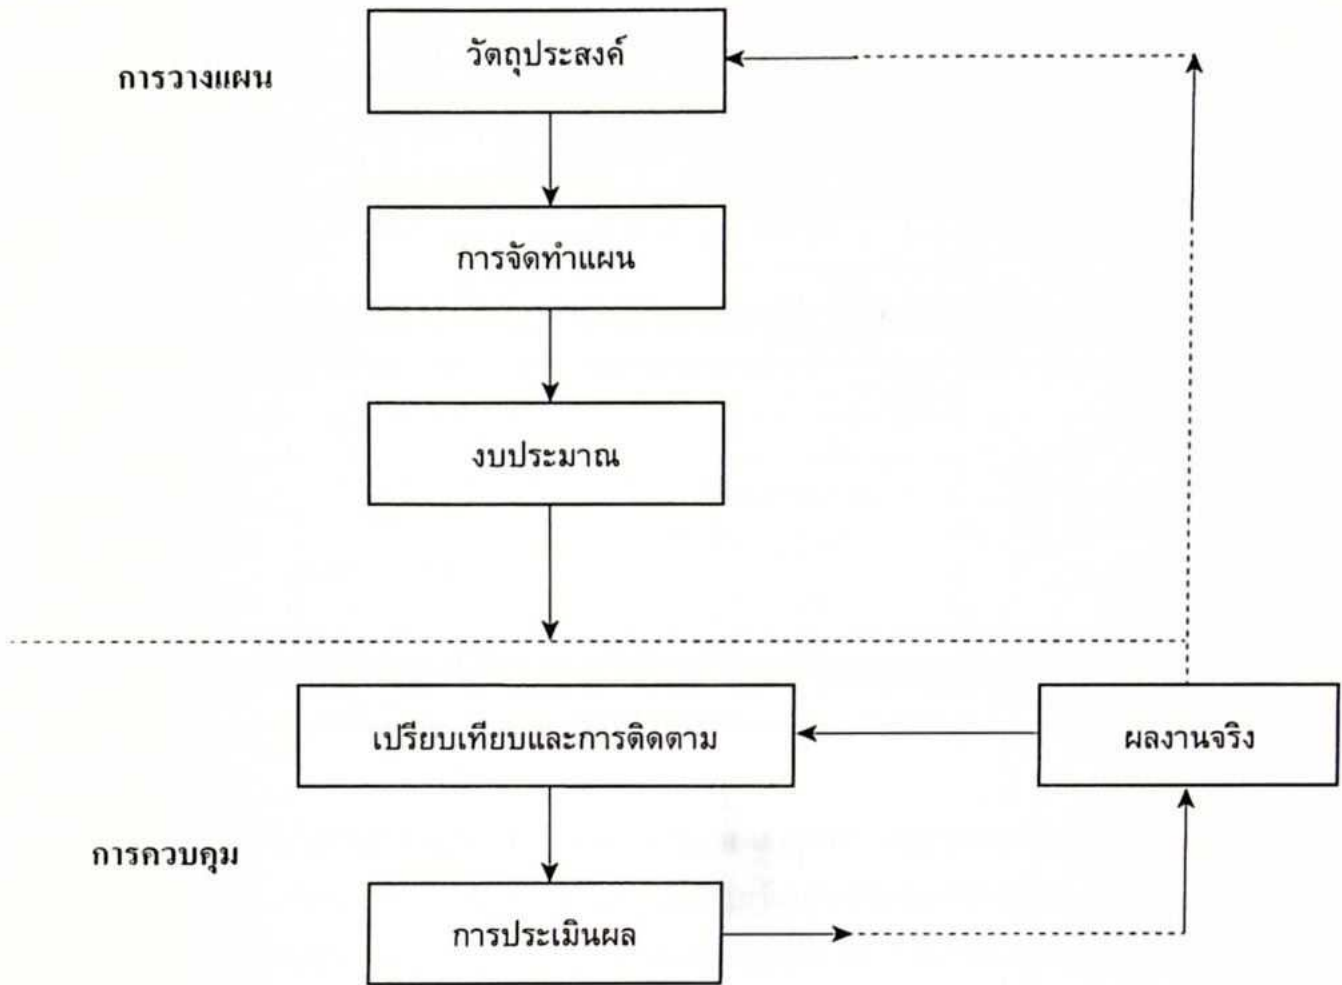 วัตถุประสงค์
การวางแผน
การจัดทำแผน
งบประมาณ
เปรียบเทียบและการติดตาม
ผลงานจริง
การควบคุม
การประเมินผล